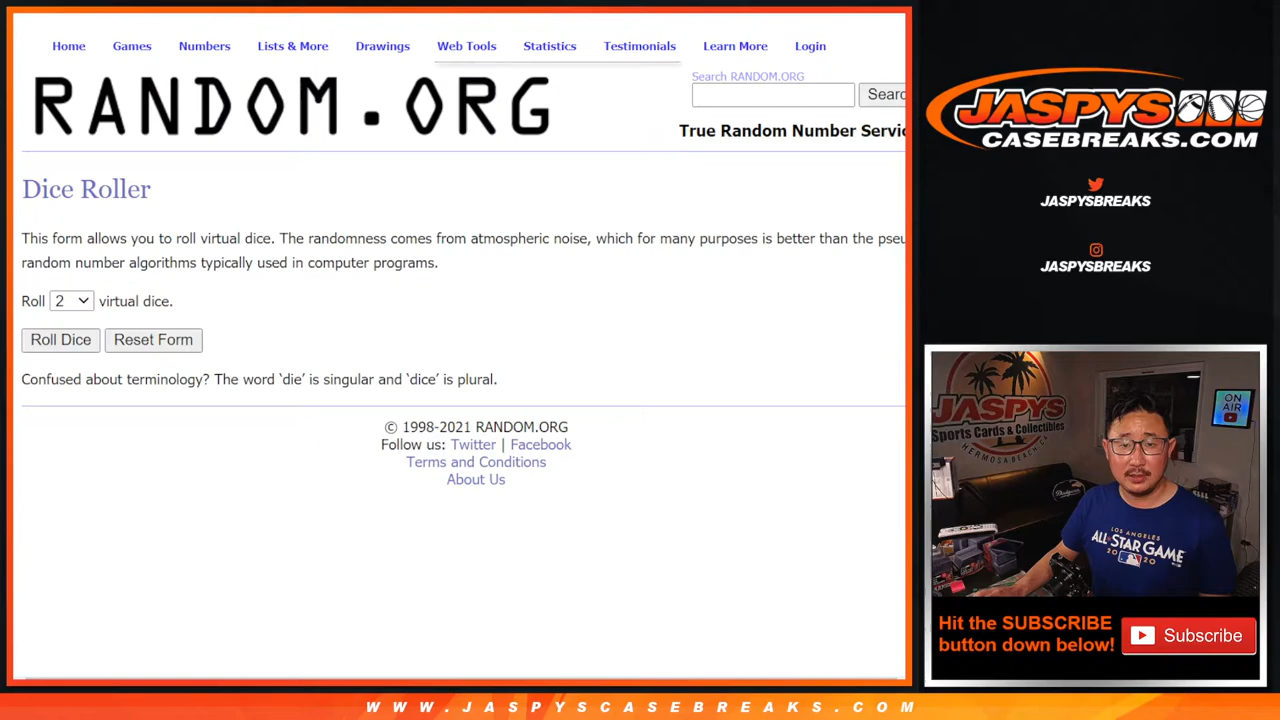 Home Games Numbers Lists & More Drawings Web Tools Statistics Testimonials Learn More Login
RANDOM.ORG
Search RANDOM.ORG
Searc
True Random Number Servic
Dice Roller
This form allows you to roll virtual dice. The randomness comes from atmospheric noise, which for many purposes is better than the pseu
random number algorithms typically used in computer programs.
Roll 2 virtual dice.
Roll Dice Reset Form
Confused about terminology? The word ‘die’ is singular and ‘dice’ is plural.
© 1998-2021 RANDOM.ORG
Follow us: Twitter | Facebook
Terms and Conditions
About Us
JASPYS
CASEBREAKS.COM
JASPYSBREAKS
JASPYSBREAKS
JASPYS
Sports Cards & Collectibles
HERMOSA BEACH, CA
ON
AIR
Dodgers
LOS ANGELES
ALL-STAR GAME
2020
Hit the SUBSCRIBE
button down below!
Subscribe
WWW.JASPYSCASEBREAKS.COM